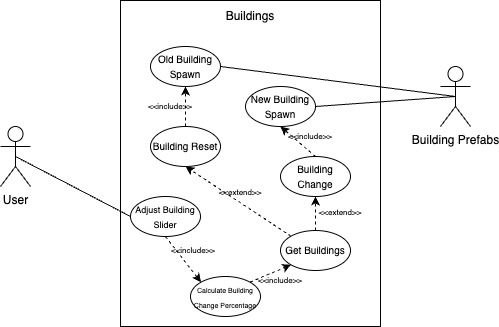 Buildings
Old Building
Spawn
<<include>>
New Building
Spawn
<<include>>
Building Prefabs
Building Reset
Building
Change
User
<<extend>>
<<extend>>
Adjust Building
Slider
<<include>>
Get Buildings
<<include>>
Calculate Building
Change Percentage